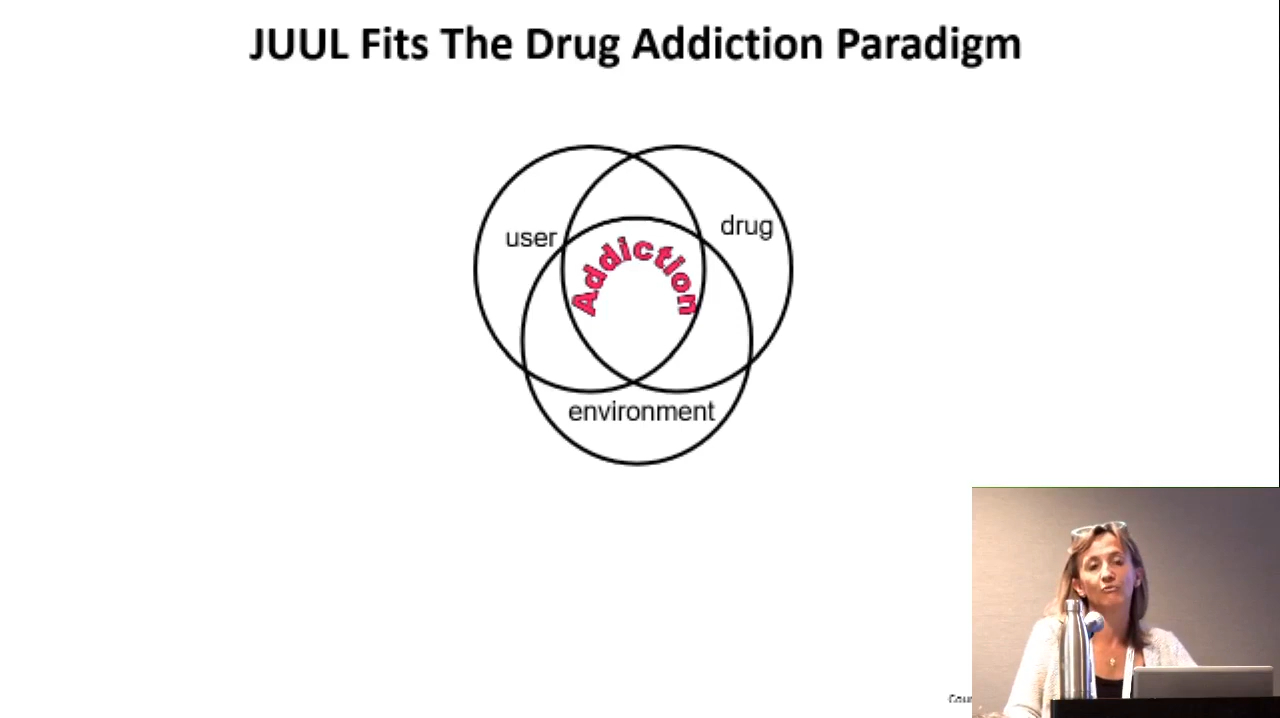 JUUL Fits The Drug Addiction Paradigm
user
drug
Addiction
environment